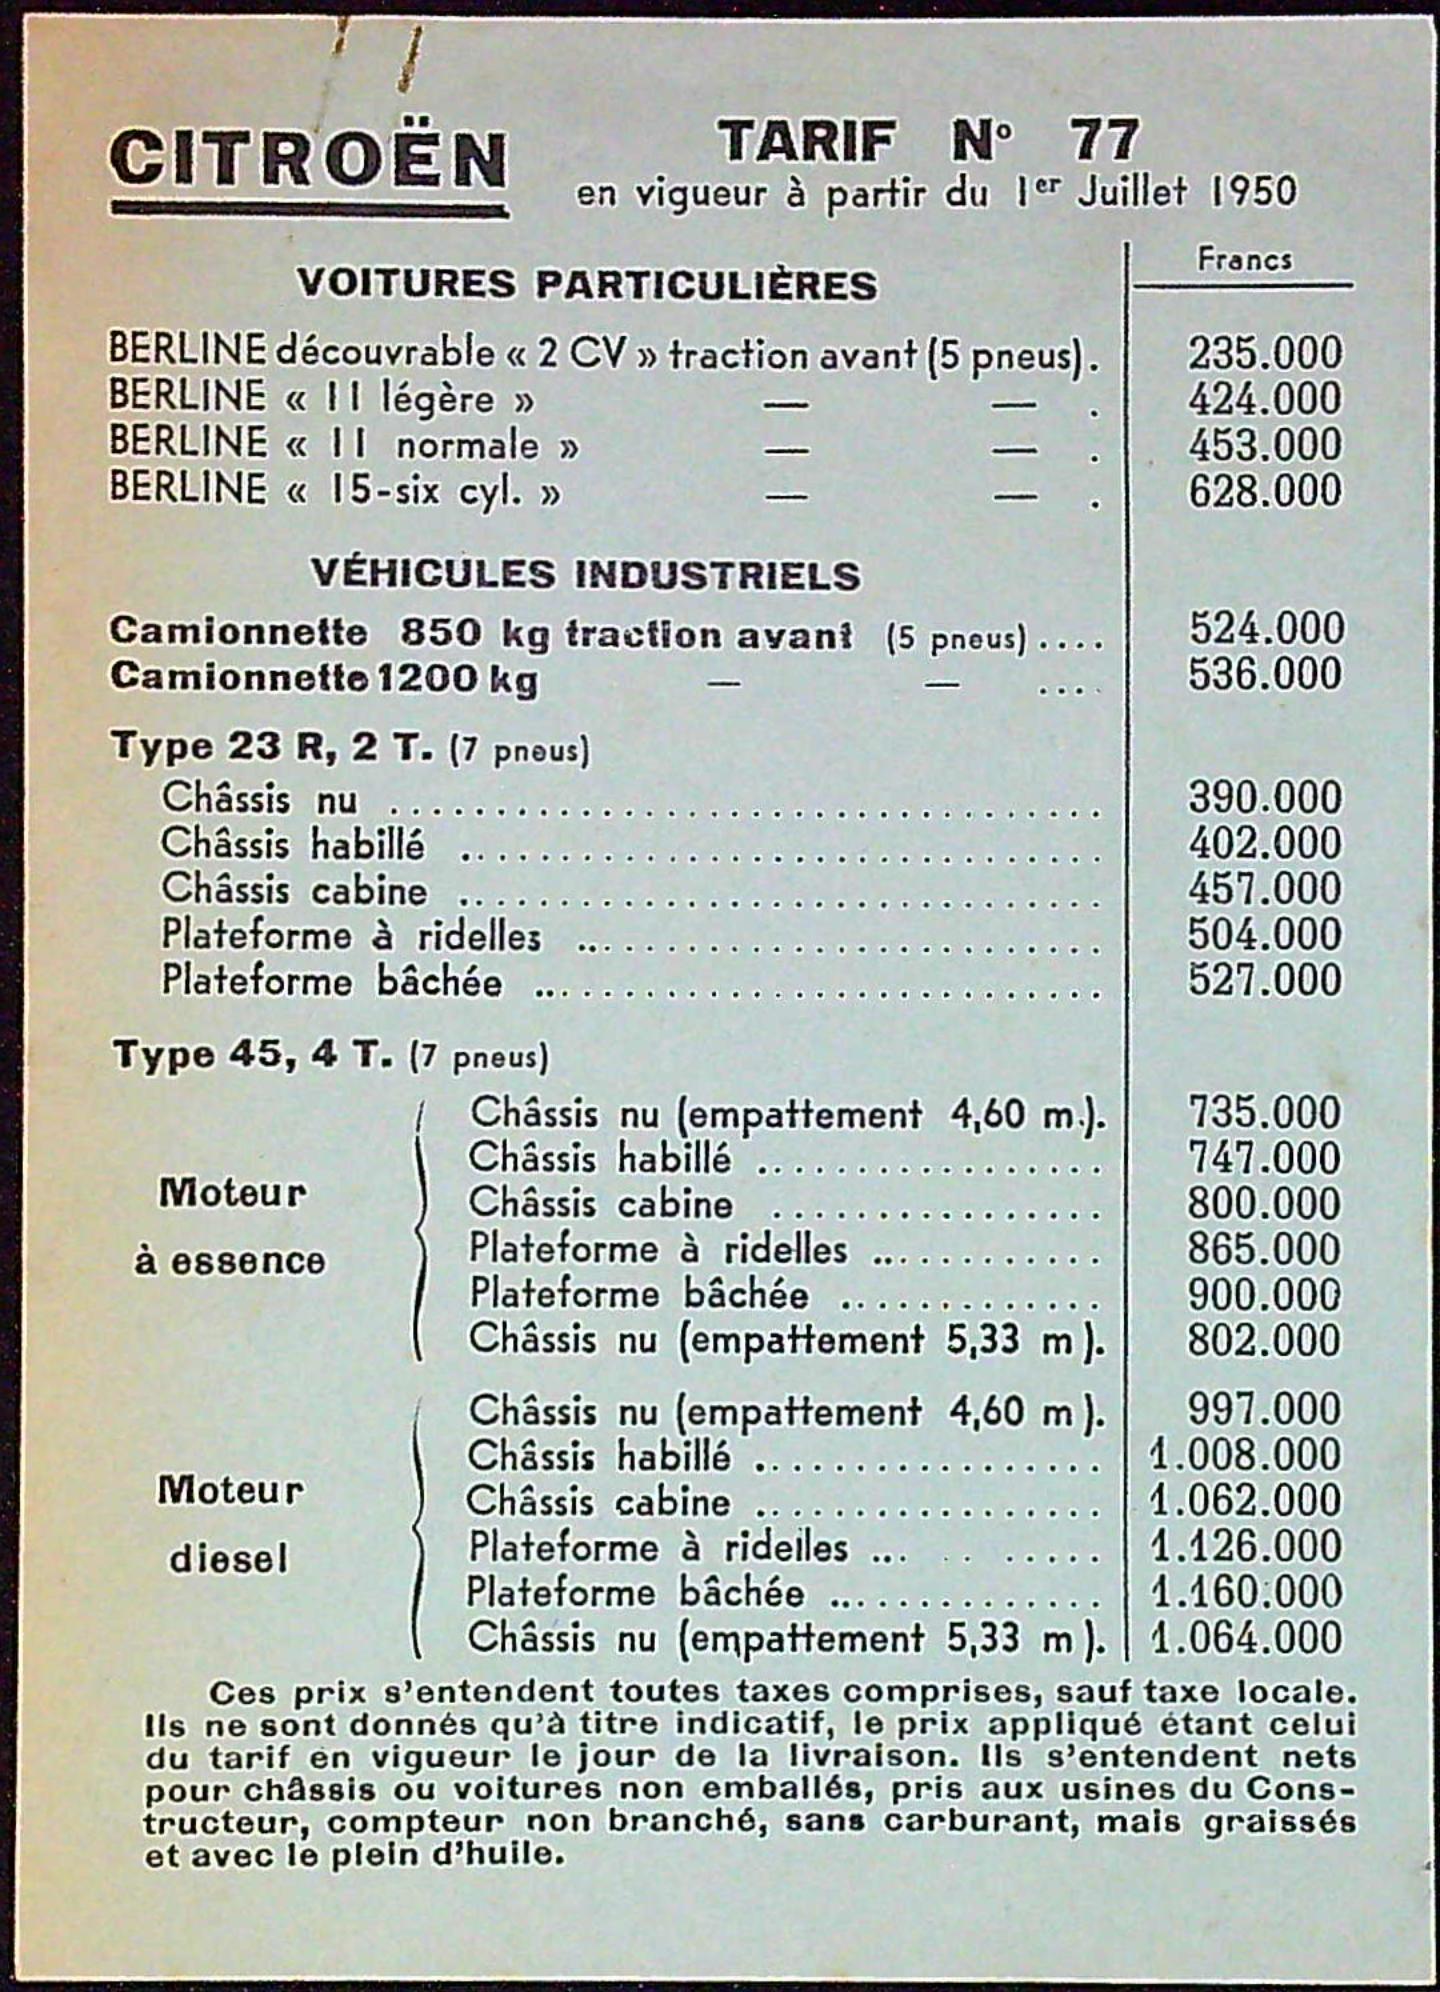 CITROËN
TARIF N° 77
en vigueur à partir du 1er Juillet 1950
Francs
VOITURES PARTICULIÈRES
BERLINE découvrable « 2 CV » traction avant (5 pneus). 235.000
BERLINE « 11 légère » — — . 424.000
BERLINE « 11 normale » — — . 453.000
BERLINE « 15-six cyl. » — — . 628.000
VÉHICULES INDUSTRIELS
Camionnette 850 kg traction avant (5 pneus) .... 524.000
Camionnette 1200 kg — — .... 536.000
Type 23 R, 2 T. (7 pneus)
Châssis nu .................................. 390.000
Châssis habillé .............................. 402.000
Châssis cabine .............................. 457.000
Plateforme à ridelles ........................ 504.000
Plateforme bâchée .......................... 527.000
Type 45, 4 T. (7 pneus)
Moteur
à essence
Châssis nu (empattement 4,60 m.). 735.000
Châssis habillé ................. 747.000
Châssis cabine ................ 800.000
Plateforme à ridelles ............ 865.000
Plateforme bâchée ............. 900.000
Châssis nu (empattement 5,33 m). 802.000
Moteur
diesel
Châssis nu (empattement 4,60 m). 997.000
Châssis habillé ................. 1.008.000
Châssis cabine ................. 1.062.000
Plateforme à ridelles ... .. ..... 1.126.000
Plateforme bâchée .............. 1.160.000
Châssis nu (empattement 5,33 m). 1.064.000
Ces prix s'entendent toutes taxes comprises, sauf taxe locale.
Ils ne sont donnés qu'à titre indicatif, le prix appliqué étant celui
du tarif en vigueur le jour de la livraison. Ils s'entendent nets
pour châssis ou voitures non emballés, pris aux usines du Cons-
tructeur, compteur non branché, sans carburant, mais graissés
et avec le plein d'huile.